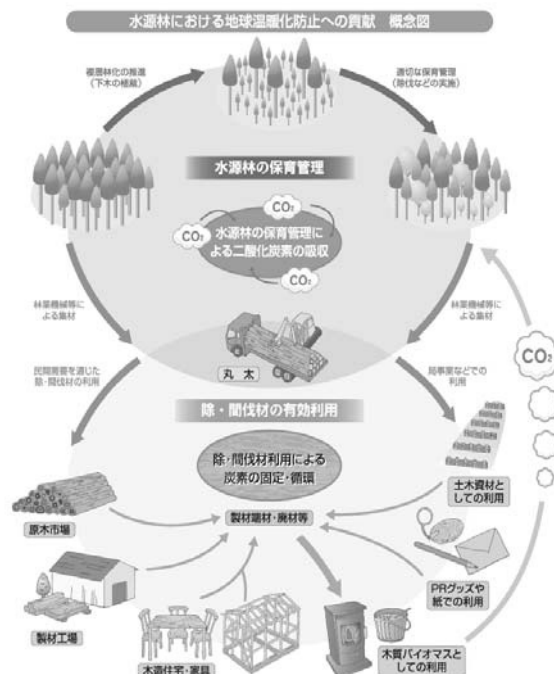 水源林における地球温暖化防止への貢献　概念図
複層林化の推進
(下木の植栽)
適切な保育管理
(除伐などの実施)
水源林の保育管理
CO₂
CO₂
水源林の保育管理
による二酸化炭素の吸収
CO₂
林業機械等
による集材
林業機械等
による集材
CO₂
丸太
民間需要を通じた
除・間伐材の利用
局事業などでの
利用
除・間伐材の有効利用
除・間伐材利用による
炭素の固定・循環
土木資材と
しての利用
原木市場
製材端材・廃材等
PRグッズや
紙での利用
製材工場
木造住宅・家具
木質バイオマスと
しての利用